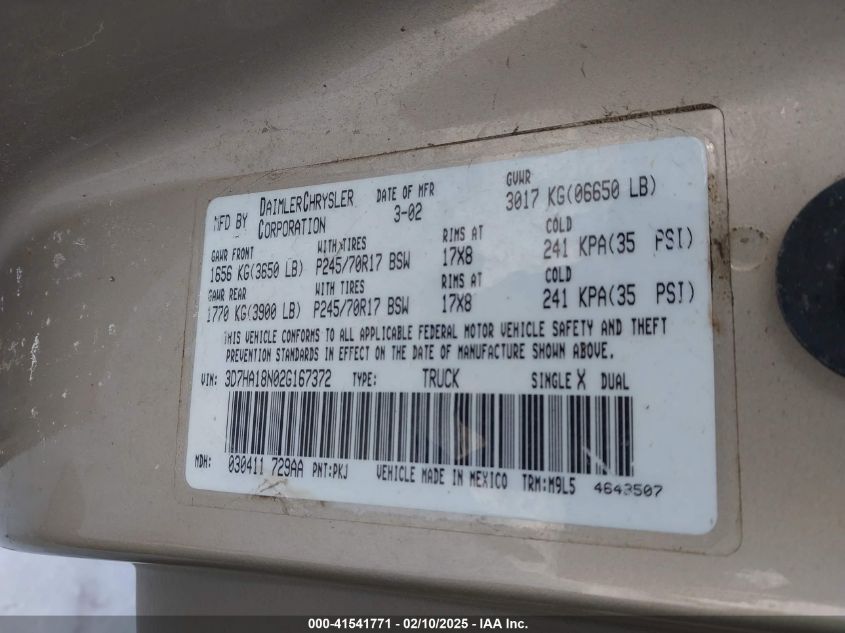 MFD BY DAIMLERCHRYSLER CORPORATION DATE OF MFR 3-02 GVWR 3017 KG(06650 LB)
GAWR FRONT WITH TIRES RIMS AT COLD
1656 KG(3650 LB) P245/70R17 BSW 17X8 241 KPA(35 PSI)
GAWR REAR WITH TIRES RIMS AT COLD
1770 KG(3900 LB) P245/70R17 BSW 17X8 241 KPA(35 PSI)
THIS VEHICLE CONFORMS TO ALL APPLICABLE FEDERAL MOTOR VEHICLE SAFETY AND THEFT
PREVENTION STANDARDS IN EFFECT ON THE DATE OF MANUFACTURE SHOWN ABOVE.
VIN: 3D7HA18N02G167372 TYPE: TRUCK SINGLE X DUAL
MDH: 030411 729AA PNT:PKJ VEHICLE MADE IN MEXICO TRM:M9L5 4643507
000-41541771 - 02/10/2025 - IAA Inc.